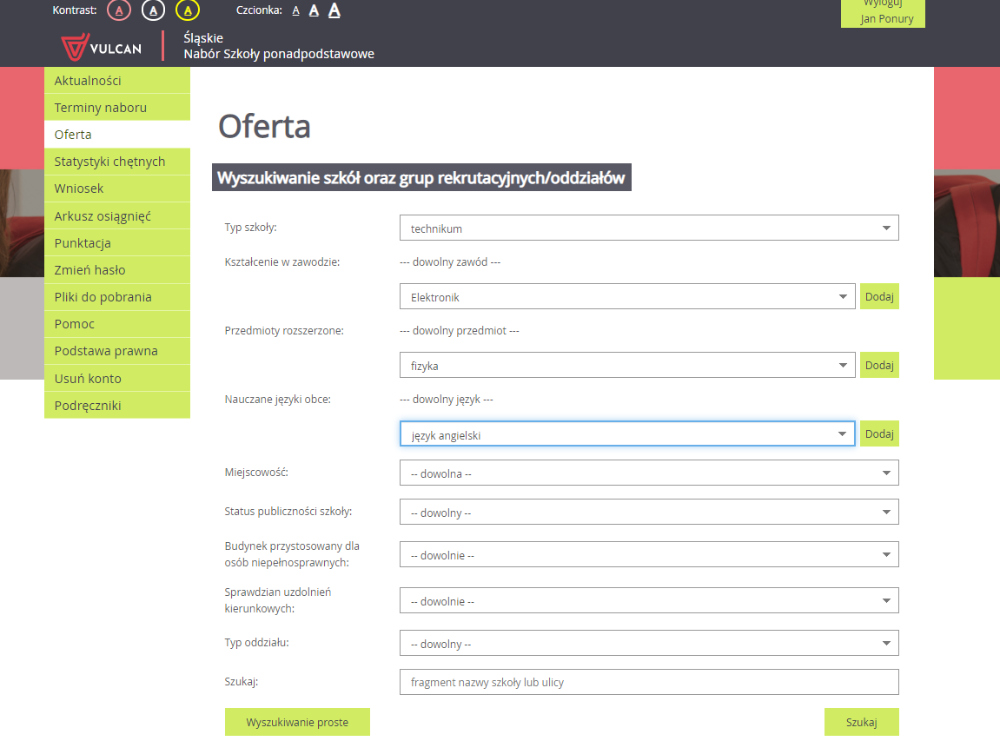 Kontrast: A A A Czcionka: A A A
Wyloguj
Jan Ponury
VULCAN
Śląskie
Nabór Szkoły ponadpodstawowe
Aktualności
Terminy naboru
Oferta
Statystyki chętnych
Wniosek
Arkusz osiągnięć
Punktacja
Zmień hasło
Pliki do pobrania
Pomoc
Podstawa prawna
Usuń konto
Podręczniki
Oferta
Wyszukiwanie szkół oraz grup rekrutacyjnych/oddziałów
Typ szkoły: technikum
Kształcenie w zawodzie: --- dowolny zawód ---
Elektronik Dodaj
Przedmioty rozszerzone: --- dowolny przedmiot ---
fizyka Dodaj
Nauczane języki obce: --- dowolny język ---
język angielski Dodaj
Miejscowość: -- dowolna --
Status publiczności szkoły: -- dowolny --
Budynek przystosowany dla
osób niepełnosprawnych: -- dowolnie --
Sprawdzian uzdolnień
kierunkowych: -- dowolnie --
Typ oddziału: -- dowolny --
Szukaj: fragment nazwy szkoły lub ulicy
Wyszukiwanie proste Szukaj